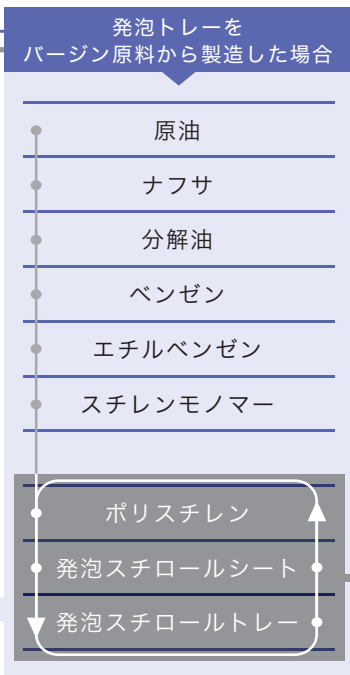 発泡トレーを
バージン原料から製造した場合
原油
ナフサ
分解油
ベンゼン
エチルベンゼン
スチレンモノマー
ポリスチレン
発泡スチロールシート
発泡スチロールトレー